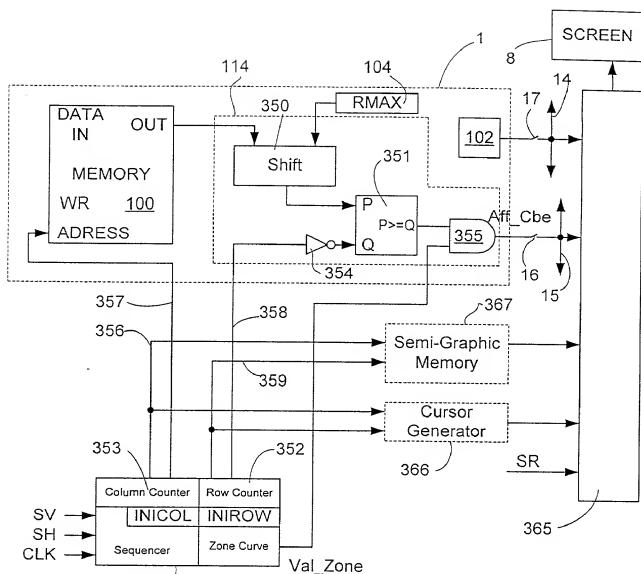 SCREEN
8
1
14
114
104
RMAX
17
350
DATA
IN
OUT
102
351
Shift
MEMORY
P
P>=Q
Aff_Cbe
WR 100
355
ADRESS
Q
354
16
15
357
367
356
358
Semi-Graphic
Memory
359
Cursor
Generator
353
352
366
SR
Column Counter
Row Counter
365
SV
INICOL
INIROW
SH
CLK
Sequencer
Zone Curve
Val_Zone